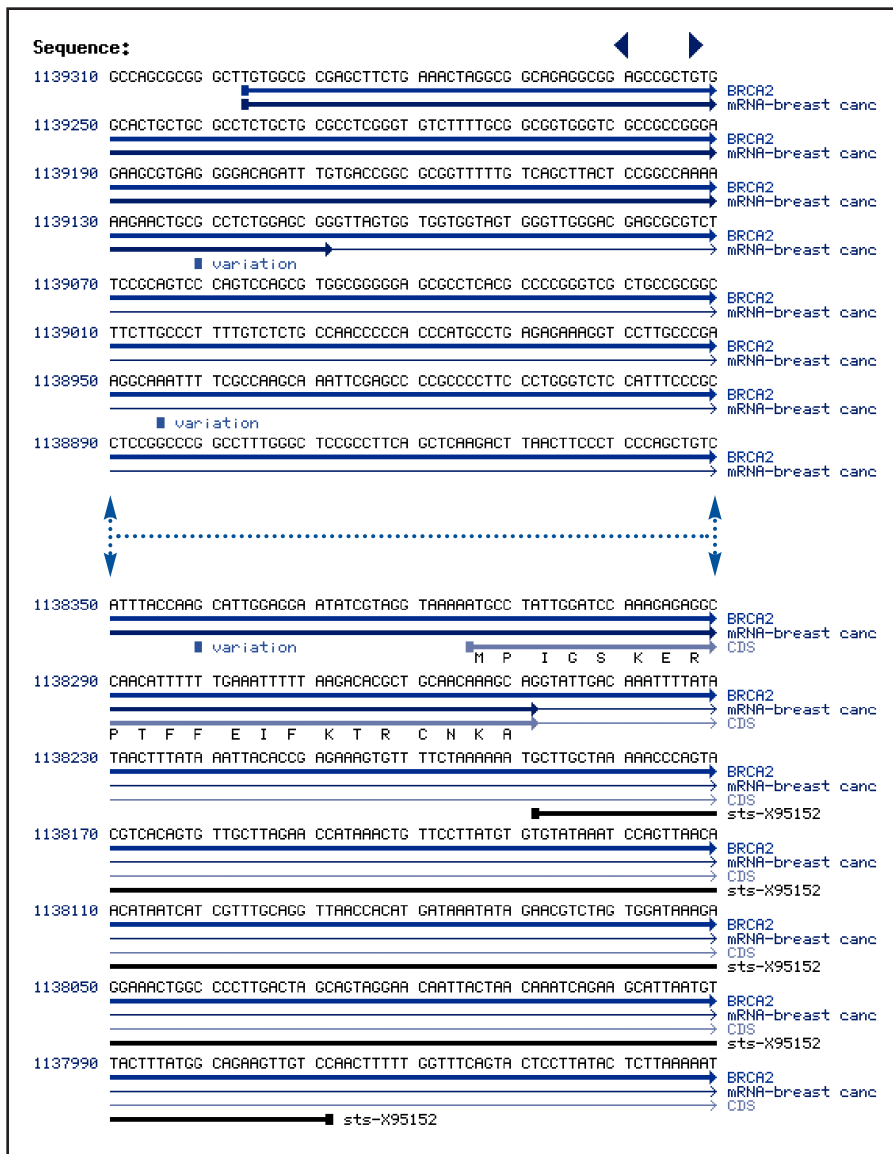 Sequence:
1139310 GCCAGCGCGG GCTTGTGGCG CGAGCTTCTG AAACTAGGCG GCAGAGGCGG AGCCGCTGTG
BRCA2
mRNA-breast canc
1139250 GCACTGCTGC GCCTCTGCTG CGCCTCGGGT GTCTTTTGCG GCGGTGGGTC GCCGCCGGGA
BRCA2
mRNA-breast canc
1139190 GAAGCGTGAG GGGACAGATT TGTGACCGGC GCGGTTTTTG TCAGCTTACT CCGGCCAAAA
BRCA2
mRNA-breast canc
1139130 AAGAACTGCG CCTCTGGAGC GGGTTAGTGG TGGTGGTAGT GGGTTGGGAC GAGCGCGTCT
BRCA2
mRNA-breast canc
variation
1139070 TCCGCAGTCC CAGTCCAGCG TGGCGGGGGA GCGCCTCACG CCCCGGGTCG CTGCCGCGGC
BRCA2
mRNA-breast canc
1139010 TTCTTGCCCT TTTGTCTCTG CCAACCCCCA CCCATGCCTG AGAGAAAGGT CCTTGCCCGA
BRCA2
mRNA-breast canc
1138950 AGGCAAATTT TCGCCAAGCA AATTCGAGCC CCGCCCCTTC CCTGGGTCTC CATTTCCCGC
BRCA2
mRNA-breast canc
variation
1138890 CTCCGGCCCG GCCTTTGGGC TCCGCCTTCA GCTCAAGACT TAACTTCCCT CCCAGCTGTC
BRCA2
mRNA-breast canc
1138350 ATTTACCAAG CATTGGAGGA ATATCGTAGG TAAAAATGCC TATTGGATCC AAAGAGAGGC
BRCA2
mRNA-breast canc
variation CDS
M P I G S K E R
1138290 CAACATTTTT TGAAATTTTT AAGACACGCT GCAACAAAGC AGGTATTGAC AAATTTTATA
BRCA2
mRNA-breast canc
CDS
P T F F E I F K T R C N K A
1138230 TAACTTTATA AATTACACCG AGAAAGTGTT TTCTAAAAAA TGCTTGCTAA AAACCCAGTA
BRCA2
mRNA-breast canc
CDS
sts-X95152
1138170 CGTCACAGTG TTGCTTAGAA CCATAAACTG TTCCTTATGT GTGTATAAAT CCAGTTAACA
BRCA2
mRNA-breast canc
CDS
sts-X95152
1138110 ACATAATCAT CGTTTGCAGG TTAACCACAT GATAAATATA GAACGTCTAG TGGATAAAGA
BRCA2
mRNA-breast canc
CDS
sts-X95152
1138050 GGAAACTGGC CCCTTGACTA GCAGTAGGAA CAATTACTAA CAAATCAGAA GCATTAATGT
BRCA2
mRNA-breast canc
CDS
sts-X95152
1137990 TACTTTATGG CAGAAGTTGT CCAACTTTTT GGTTTCAGTA CTCCTTATAC TCTTAAAAAT
BRCA2
mRNA-breast canc
CDS
sts-X95152